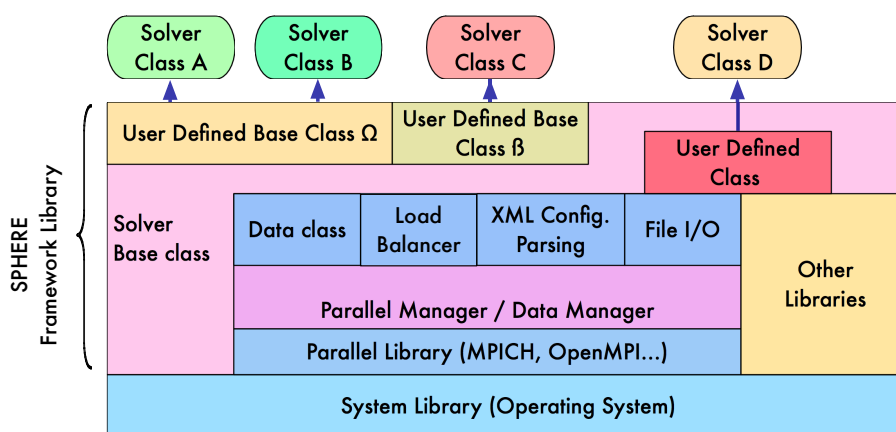 Solver
Class A
Solver
Class B
Solver
Class C
Solver
Class D
User Defined Base Class Ω
User Defined Base
Class ß
User Defined
Class
SPHERE
Framework Library
Solver
Base class
Data class
Load
Balancer
XML Config.
Parsing
File I/O
Other
Libraries
Parallel Manager / Data Manager
Parallel Library (MPICH, OpenMPI...)
System Library (Operating System)